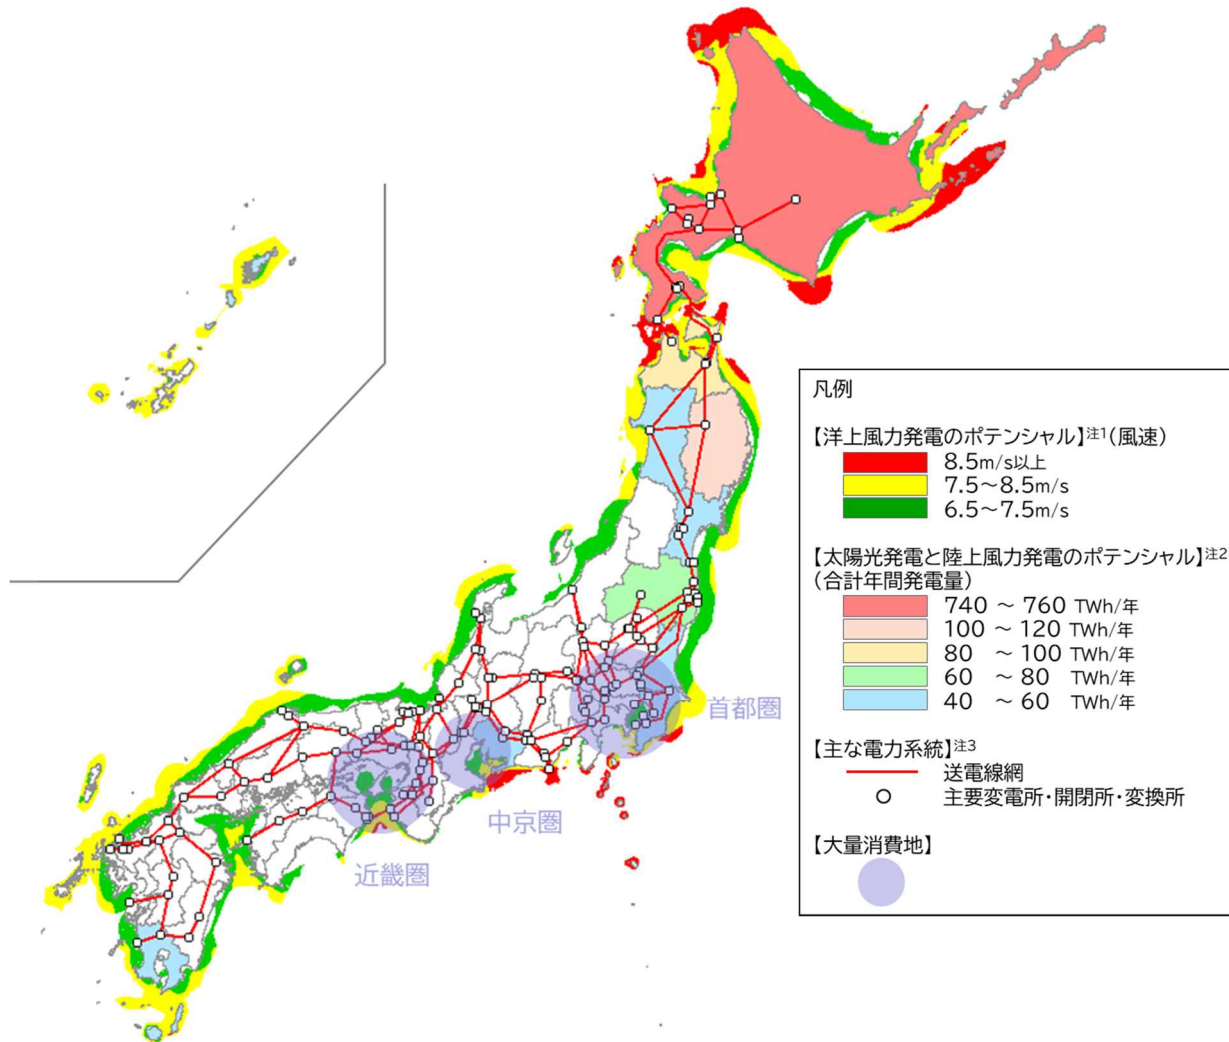 首都圏
中京圏
近畿圏
凡例
【洋上風力発電のポテンシャル】注1(風速)
8.5m/s以上
7.5～8.5m/s
6.5～7.5m/s
【太陽光発電と陸上風力発電のポテンシャル】注2
(合計年間発電量)
740 ～ 760 TWh/年
100 ～ 120 TWh/年
80 ～ 100 TWh/年
60 ～ 80 TWh/年
40 ～ 60 TWh/年
【主な電力系統】注3
送電線網
主要変電所・開閉所・変換所
【大量消費地】